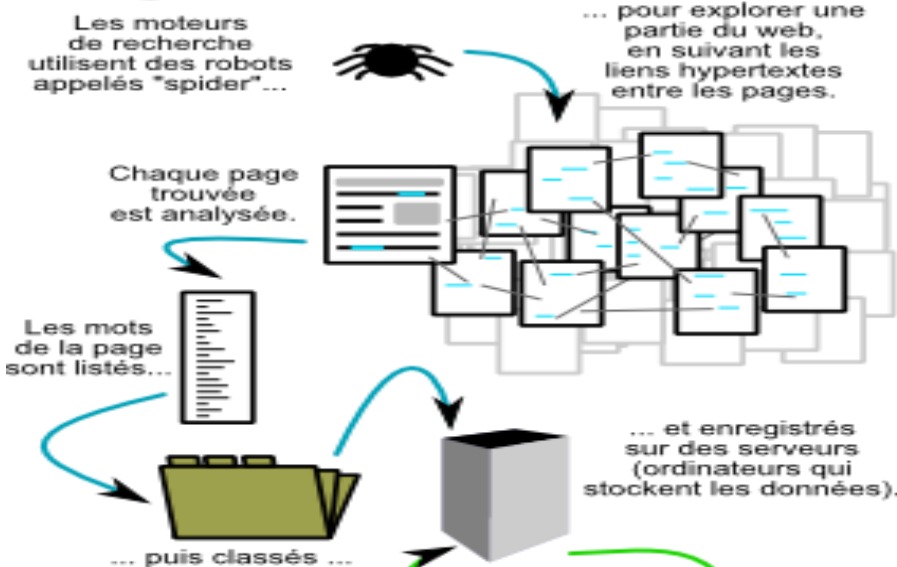 Les moteurs
de recherche
utilisent des robots
appelés "spider"...
... pour explorer une
partie du web,
en suivant les
liens hypertextes
entre les pages.
Chaque page
trouvée
est analysée.
Les mots
de la page
sont listés...
... puis classés ...
... et enregistrés
sur des serveurs
(ordinateurs qui
stockent les données).